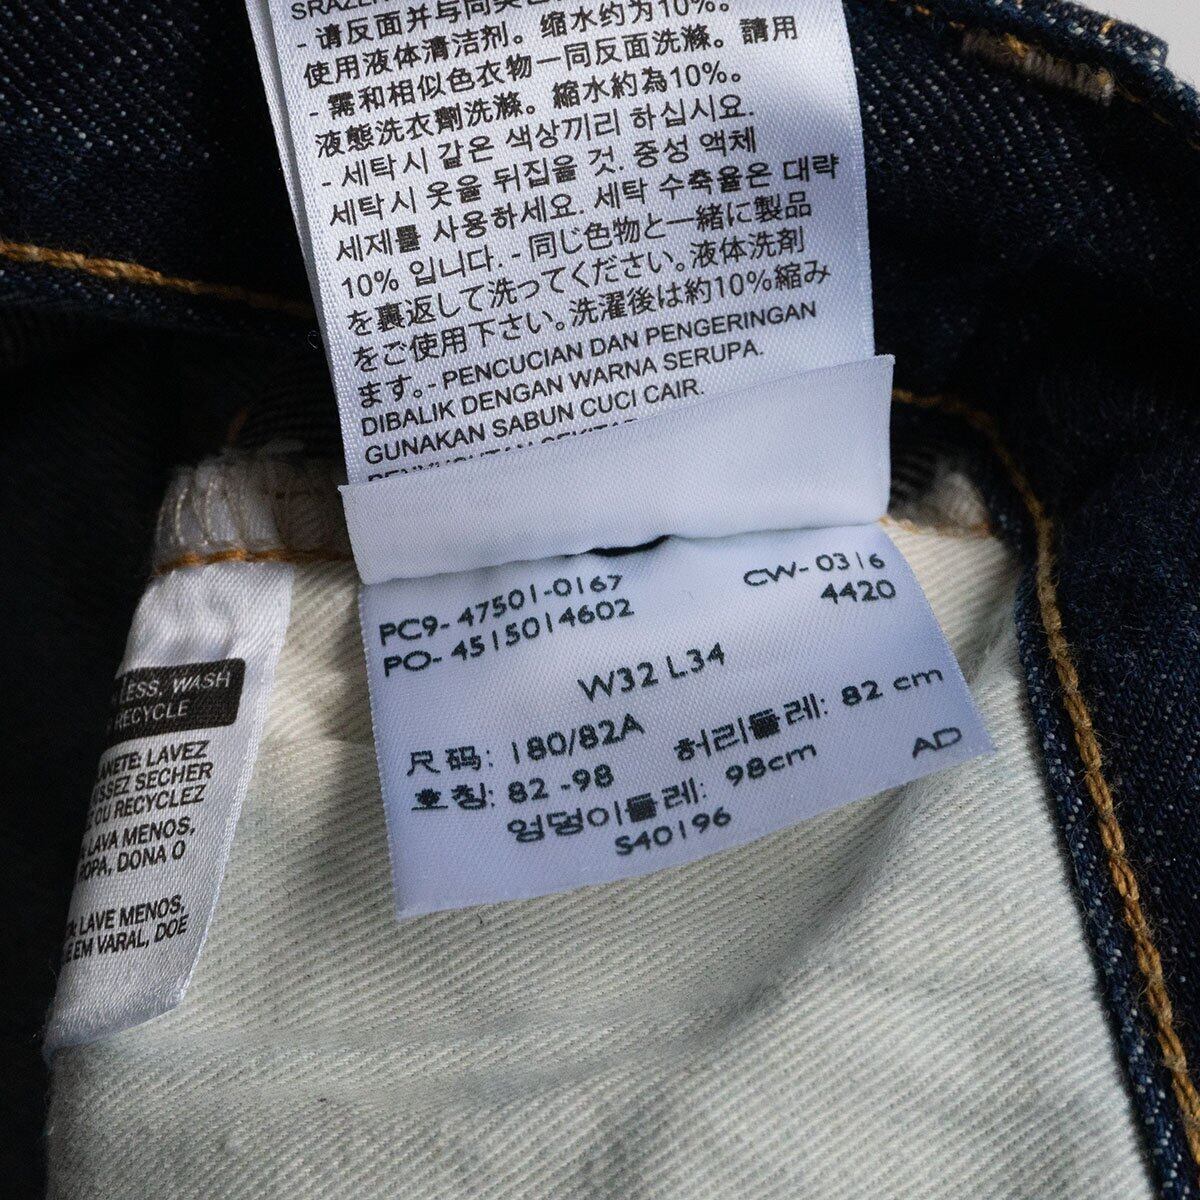 - 请反面并与同类
使用液体清洁剂。缩水约为10%。
- 需和相似色衣物一同反面洗滌。請用
液態洗衣劑洗滌。縮水約為10%。
- 세탁시 같은 색상끼리 하십시요.
세탁시 옷을 뒤집을 것. 중성 액체
세제를 사용하세요. 세탁 수축율은 대략
10% 입니다. - 同じ色物と一緒に製品
を裏返して洗ってください。液体洗剤
をご使用下さい。洗濯後は約10%縮み
ます。- PENCUCIAN DAN PENGERINGAN
DIBALIK DENGAN WARNA SERUPA.
GUNAKAN SABUN CUCI CAIR.
PC9- 47501-0167 CW- 0316
PO- 4515014602 4420
W32 L34
尺码: 180/82A 허리둘레: 82 cm
호칭: 82 -98 엉덩이둘레: 98cm AD
S40196
LESS, WASH
RECYCLE
LAVEZ
SECHER
OU RECYCLEZ
LAVA MENOS,
ROPA, DONA O
LAVE MENOS,
EM VARAL, DOE